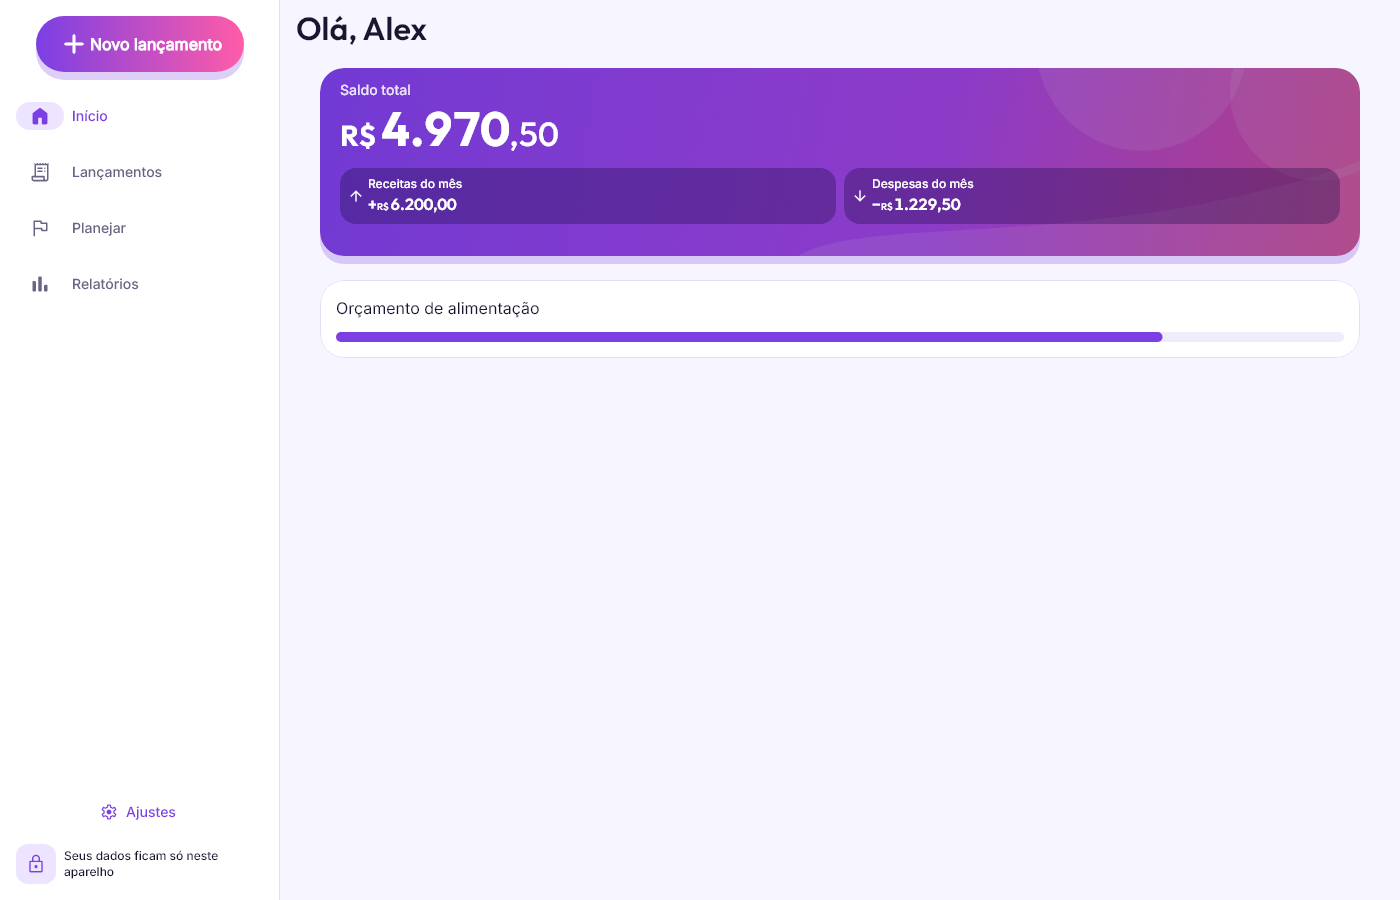 Novo lançamento
Início
Lançamentos
Planejar
Relatórios
Ajustes
Seus dados ficam só neste
aparelho
Olá, Alex
Saldo total
R$ 4.970,50
Receitas do mês
+R$ 6.200,00
Despesas do mês
−R$ 1.229,50
Orçamento de alimentação